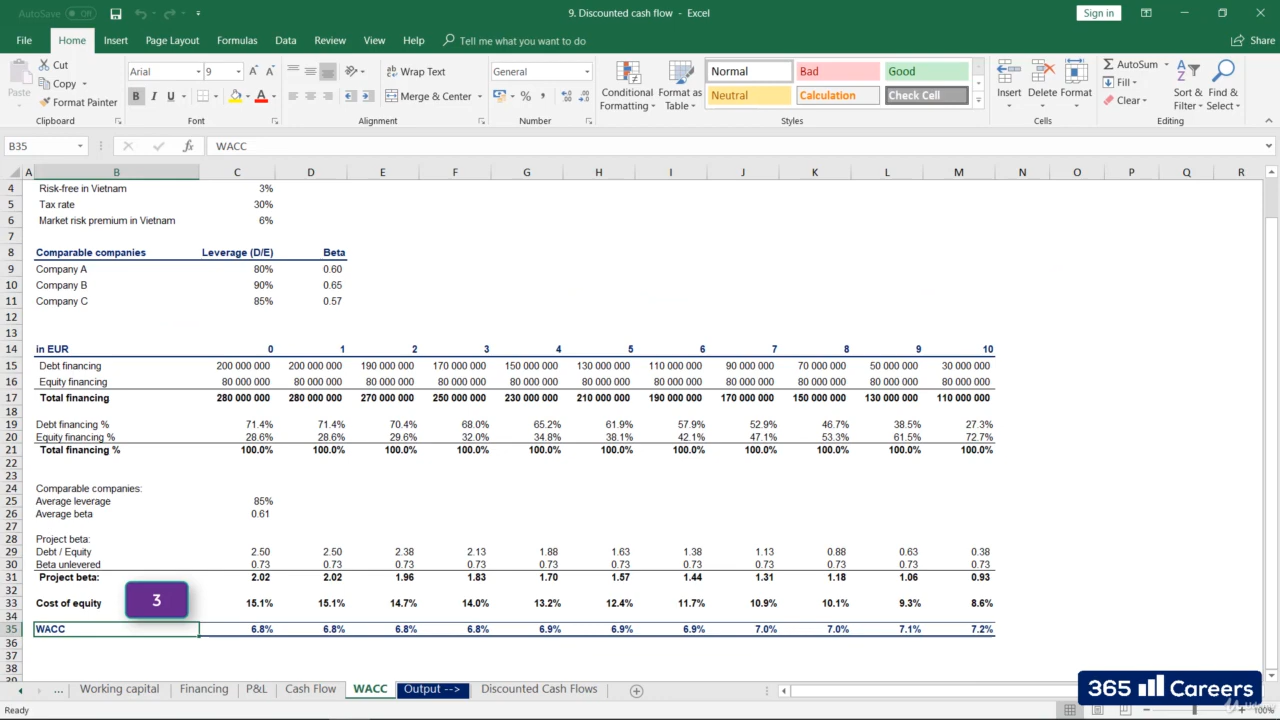 AutoSave Off 9. Discounted cash flow - Excel Sign in
File Home Insert Page Layout Formulas Data Review View Help Tell me what you want to do Share
Paste Cut Copy Format Painter Clipboard
Arial 9 B I U A Font
Wrap Text Merge & Center Alignment
General % , Number
Conditional Formatting Format as Table Normal Bad Good Neutral Calculation Check Cell Styles
Insert Delete Format Cells
AutoSum Fill Clear Sort & Filter Find & Select Editing
B35 fx WACC
A B C D E F G H I J K L M N O P Q R
4 Risk-free in Vietnam 3%
5 Tax rate 30%
6 Market risk premium in Vietnam 6%
7
8 Comparable companies Leverage (D/E) Beta
9 Company A 80% 0.60
10 Company B 90% 0.65
11 Company C 85% 0.57
12
13
14 in EUR 0 1 2 3 4 5 6 7 8 9 10
15 Debt financing 200 000 000 200 000 000 190 000 000 170 000 000 150 000 000 130 000 000 110 000 000 90 000 000 70 000 000 50 000 000 30 000 000
16 Equity financing 80 000 000 80 000 000 80 000 000 80 000 000 80 000 000 80 000 000 80 000 000 80 000 000 80 000 000 80 000 000 80 000 000
17 Total financing 280 000 000 280 000 000 270 000 000 250 000 000 230 000 000 210 000 000 190 000 000 170 000 000 150 000 000 130 000 000 110 000 000
18
19 Debt financing % 71.4% 71.4% 70.4% 68.0% 65.2% 61.9% 57.9% 52.9% 46.7% 38.5% 27.3%
20 Equity financing % 28.6% 28.6% 29.6% 32.0% 34.8% 38.1% 42.1% 47.1% 53.3% 61.5% 72.7%
21 Total financing % 100.0% 100.0% 100.0% 100.0% 100.0% 100.0% 100.0% 100.0% 100.0% 100.0% 100.0%
22
23
24 Comparable companies:
25 Average leverage 85%
26 Average beta 0.61
27
28 Project beta:
29 Debt / Equity 2.50 2.50 2.38 2.13 1.88 1.63 1.38 1.13 0.88 0.63 0.38
30 Beta unlevered 0.73 0.73 0.73 0.73 0.73 0.73 0.73 0.73 0.73 0.73 0.73
31 Project beta: 2.02 2.02 1.96 1.83 1.70 1.57 1.44 1.31 1.18 1.06 0.93
32
33 Cost of equity 3 15.1% 15.1% 14.7% 14.0% 13.2% 12.4% 11.7% 10.9% 10.1% 9.3% 8.6%
34
35 WACC 6.8% 6.8% 6.8% 6.8% 6.9% 6.9% 6.9% 7.0% 7.0% 7.1% 7.2%
36
37
38
... Working capital Financing P&L Cash Flow WACC Output --> Discounted Cash Flows
365 Careers
Ready 100%